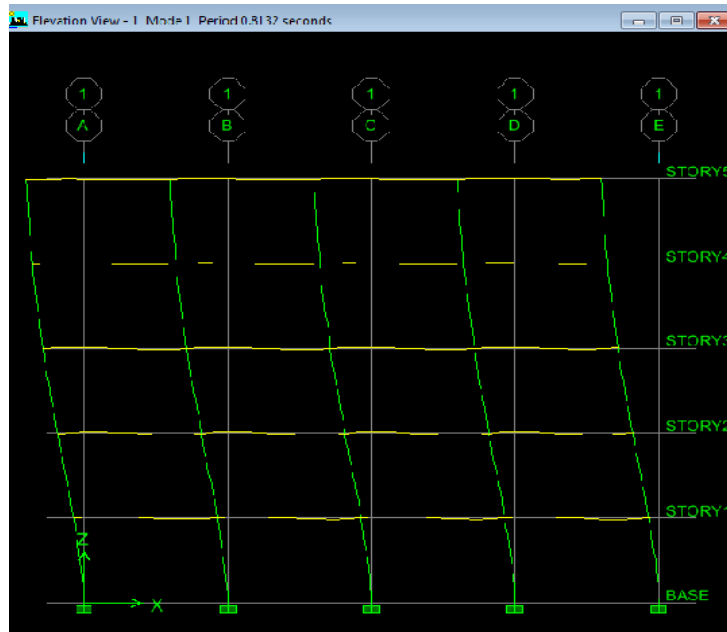 Elevation View - 1 Mode 1 Period 0.8132 seconds
1 1 1 1 1
A B C D E
STORY5
STORY4
STORY3
STORY2
STORY1
Z
X
BASE